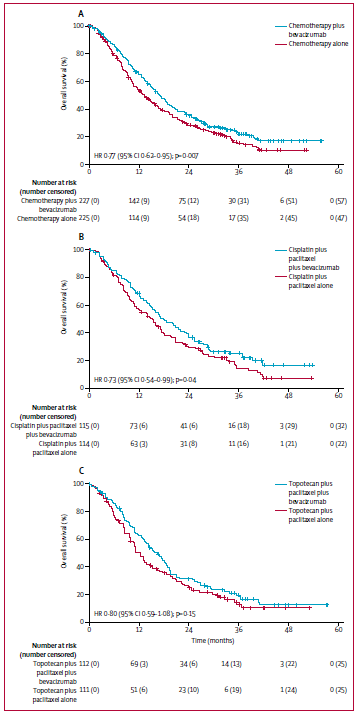 A
100
80
60
40
20
0
Overall survival (%)
Chemotherapy plus
bevacizumab
Chemotherapy alone
HR 0·77 (95% CI 0·62–0·95); p=0·007
0 12 24 36 48 60
Number at risk
(number censored)
Chemotherapy plus 227 (0) 142 (9) 75 (12) 30 (31) 6 (51) 0 (57)
bevacizumab
Chemotherapy alone 225 (0) 114 (9) 54 (18) 17 (35) 2 (45) 0 (47)
B
100
80
60
40
20
0
Overall survival (%)
Cisplatin plus
paclitaxel
plus bevacizumab
Cisplatin plus
paclitaxel alone
HR 0·73 (95% CI 0·54–0·99); p=0·04
0 12 24 36 48 60
Number at risk
(number censored)
Cisplatin plus paclitaxel 115 (0) 73 (6) 41 (6) 16 (18) 3 (29) 0 (32)
plus bevacizumab
Cisplatin plus 114 (0) 63 (3) 31 (8) 11 (16) 1 (21) 0 (22)
paclitaxel alone
C
100
80
60
40
20
0
Overall survival (%)
Topotecan plus
paclitaxel plus
bevacizumab
Topotecan plus
paclitaxel alone
HR 0·80 (95% CI 0·59–1·08); p=0·15
0 12 24 36 48 60
Time (months)
Number at risk
(number censored)
Topotecan plus 112 (0) 69 (3) 34 (6) 14 (13) 3 (22) 0 (25)
paclitaxel plus
bevacizumab
Topotecan plus 111 (0) 51 (6) 23 (10) 6 (19) 1 (24) 0 (25)
paclitaxel alone